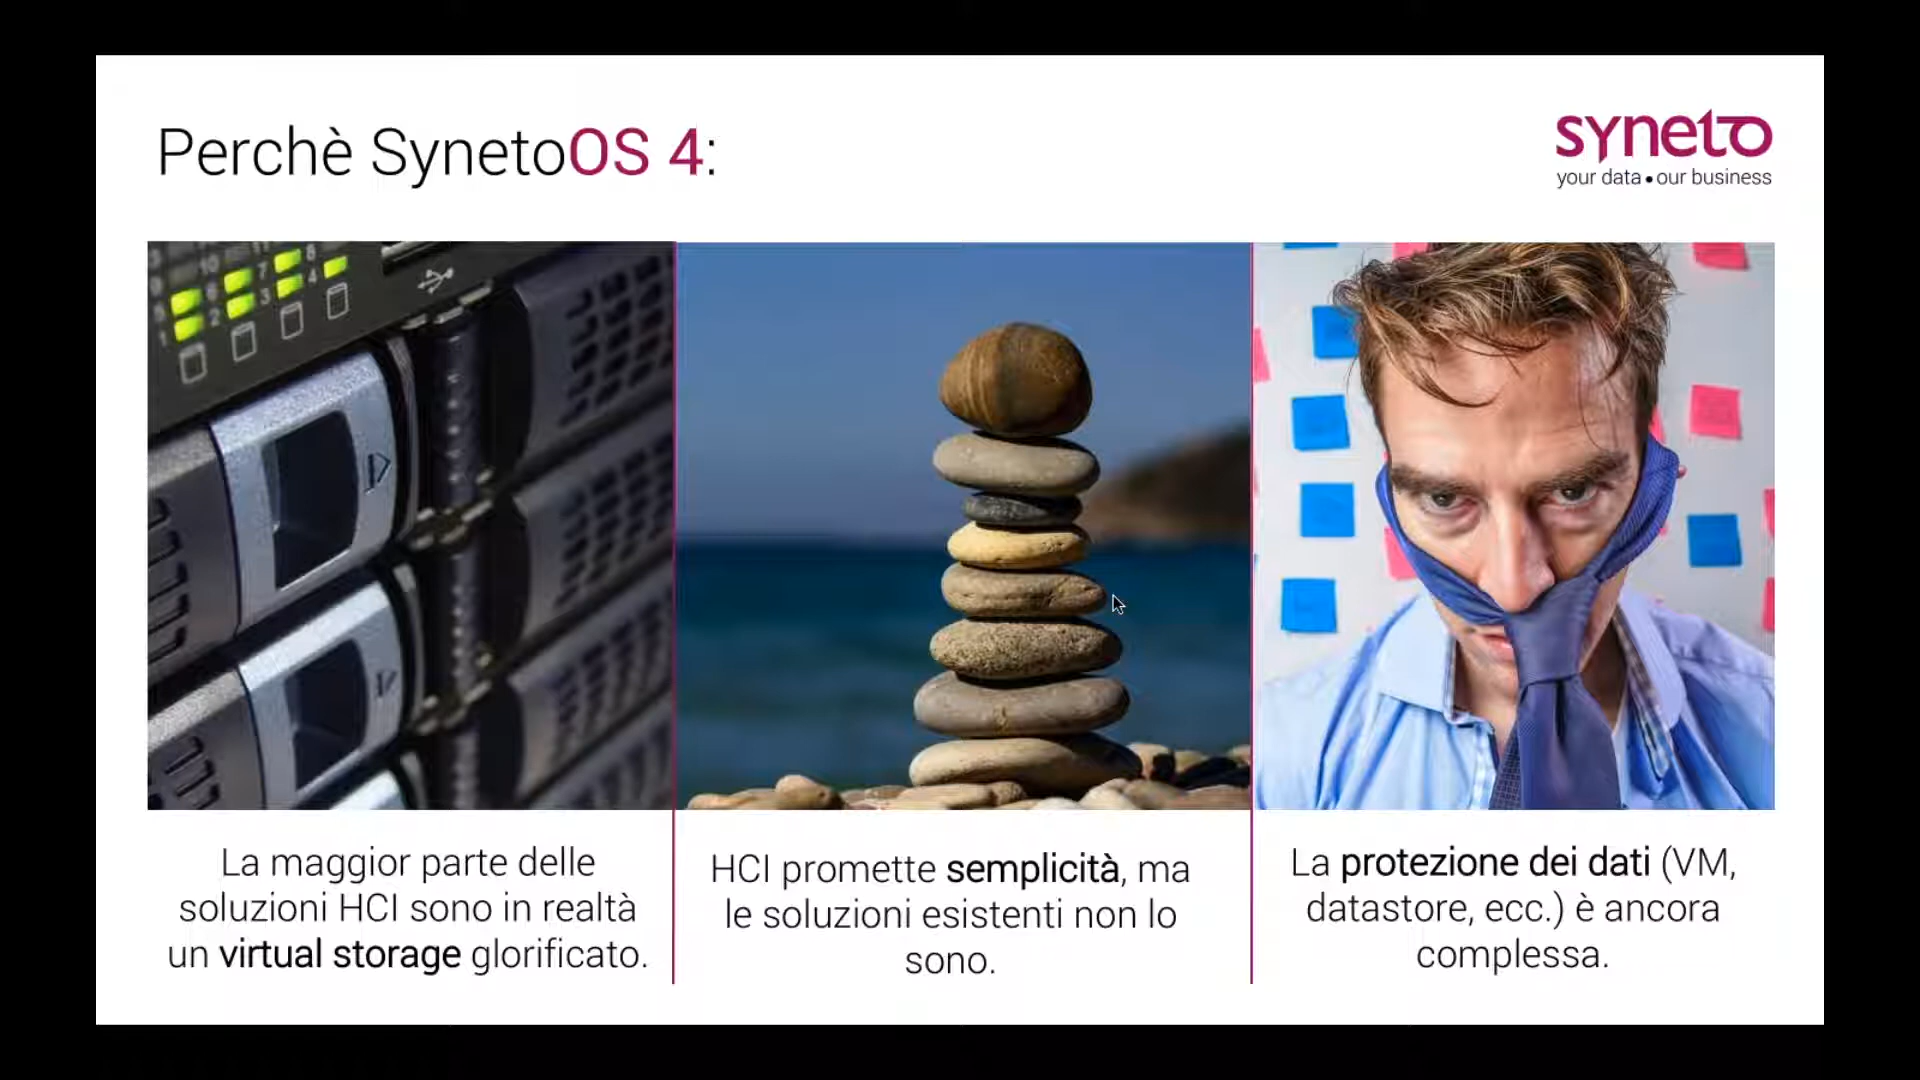 Perchè SynetoOS 4:
syneto
your data•our business
La maggior parte delle
soluzioni HCI sono in realtà
un virtual storage glorificato.
HCI promette semplicità, ma
le soluzioni esistenti non lo
sono.
La protezione dei dati (VM,
datastore, ecc.) è ancora
complessa.